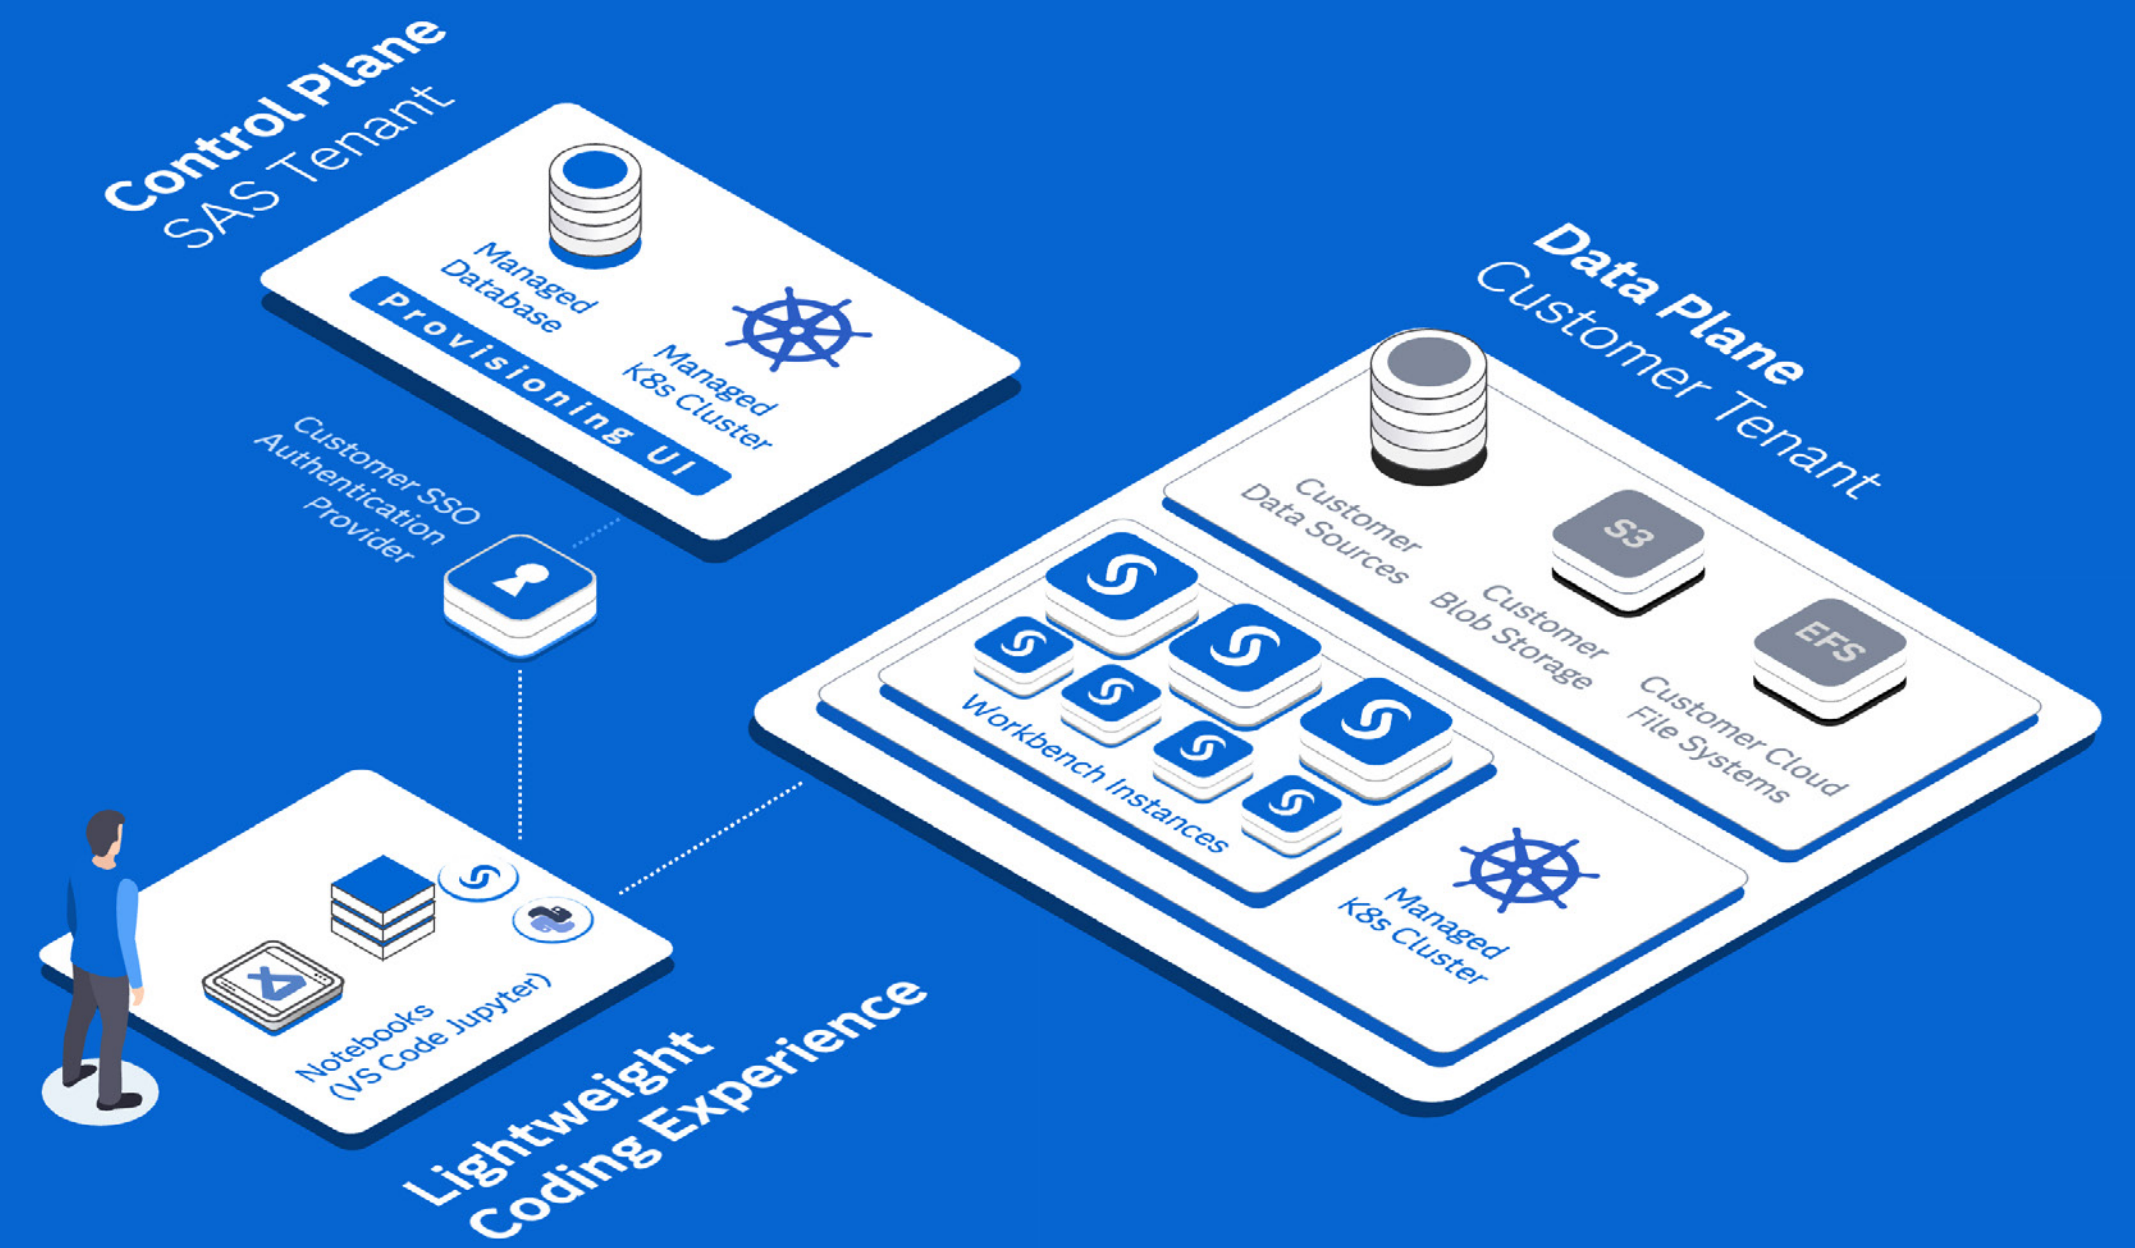 Control Plane
SAS Tenant
Managed
Database
Managed
K8s Cluster
Provisioning UI
Customer SSO
Authentication
Provider
Data Plane
Customer Tenant
Customer
Data Sources
S3
Customer
Blob Storage
EFS
Customer Cloud
File Systems
Workbench Instances
Managed
K8s Cluster
Notebooks
(VS Code Jupyter)
Lightweight
Coding Experience